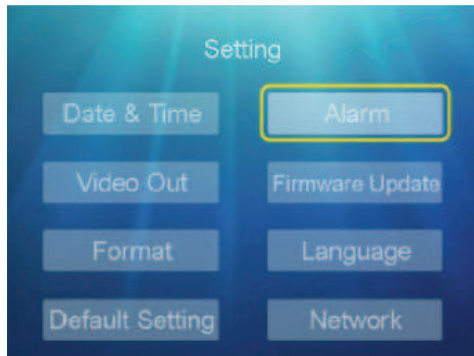 Setting
Date & Time
Alarm
Video Out
Firmware Update
Format
Language
Default Setting
Network